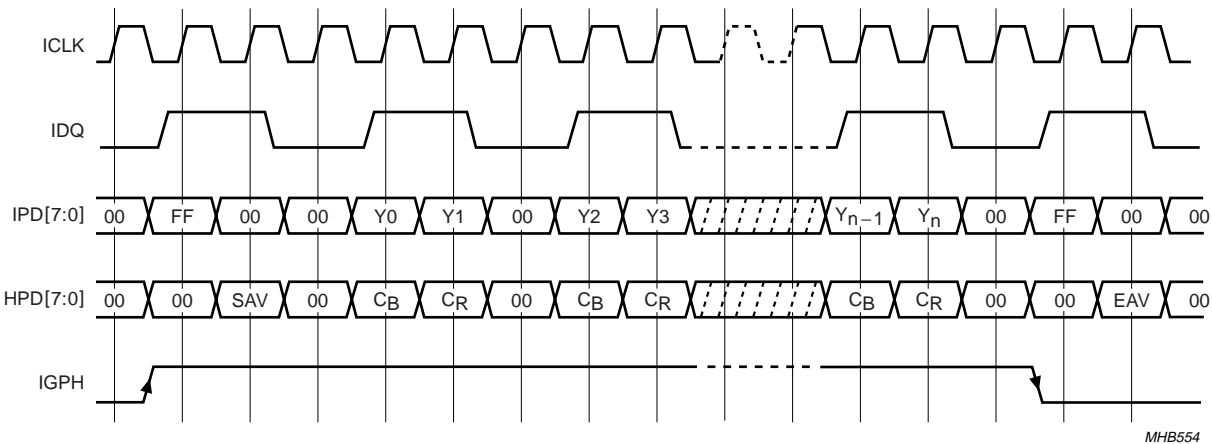 ICLK
IDQ
IPD[7:0] 00 FF 00 00 Y0 Y1 00 Y2 Y3 Yn−1 Yn 00 FF 00 00
HPD[7:0] 00 00 SAV 00 CB CR 00 CB CR CB CR 00 00 EAV 00
IGPH
MHB554